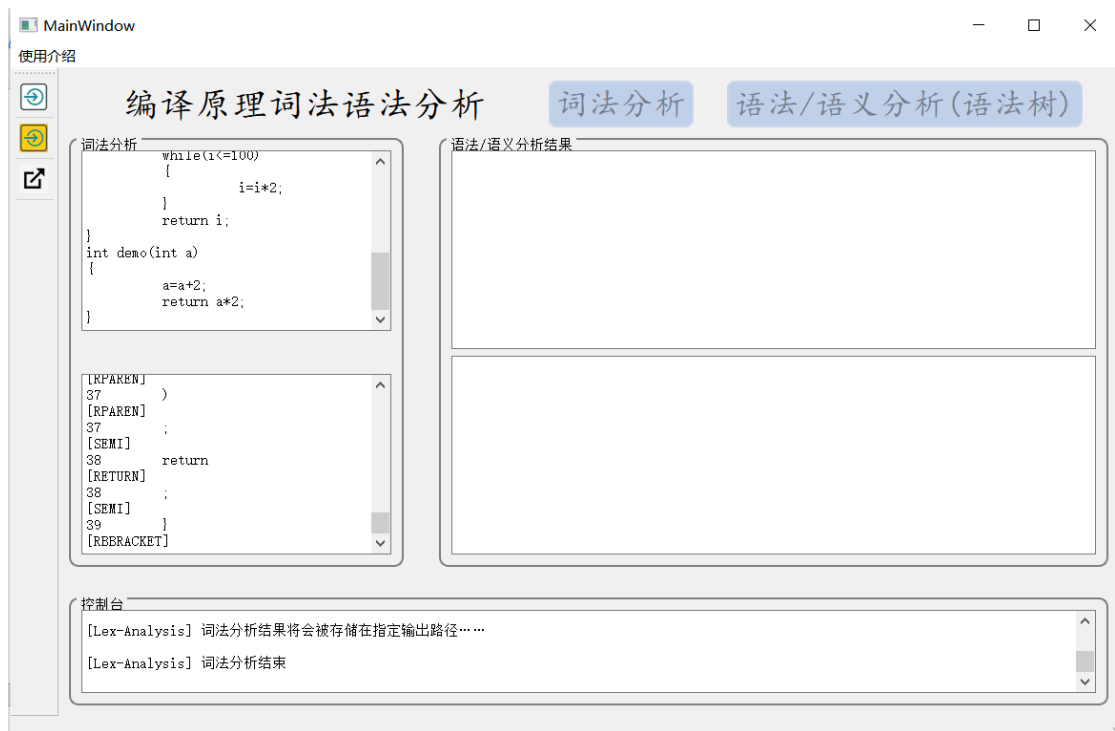 MainWindow
使用介绍
编译原理词法语法分析 词法分析 语法/语义分析(语法树)
词法分析
while(i<=100)
{
i=i*2;
}
return i;
}
int demo(int a)
{
a=a+2;
return a*2;
}
[RPAREN]
37 )
[RPAREN]
37 ;
[SEMI]
38 return
[RETURN]
38 ;
[SEMI]
39 }
[RBBRACKET]
语法/语义分析结果
控制台
[Lex-Analysis] 词法分析结果将会被存储在指定输出路径……
[Lex-Analysis] 词法分析结束